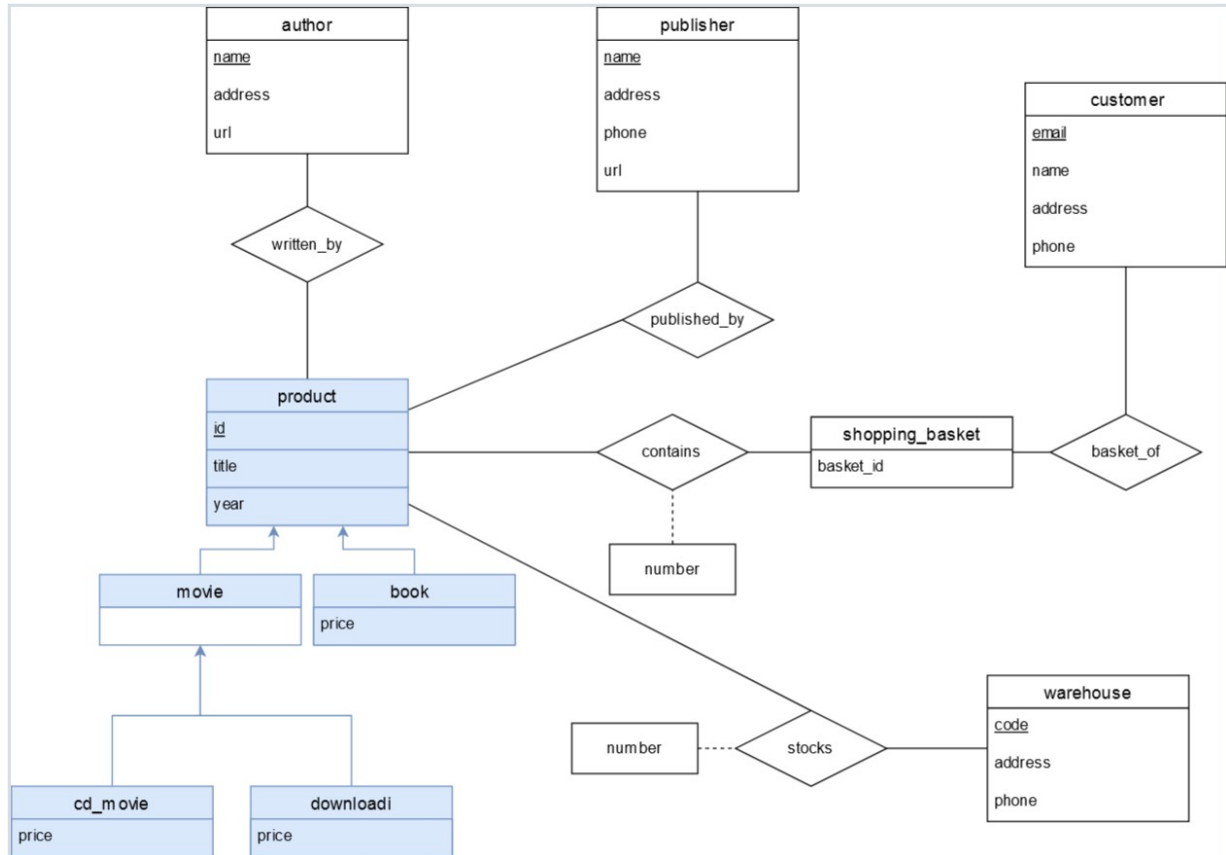 author
name
address
url
publisher
name
address
phone
url
customer
email
name
address
phone
written_by
published_by
product
id
title
year
contains
shopping_basket
basket_id
basket_of
number
movie
book
price
warehouse
code
address
phone
number
stocks
cd_movie
price
downloadi
price